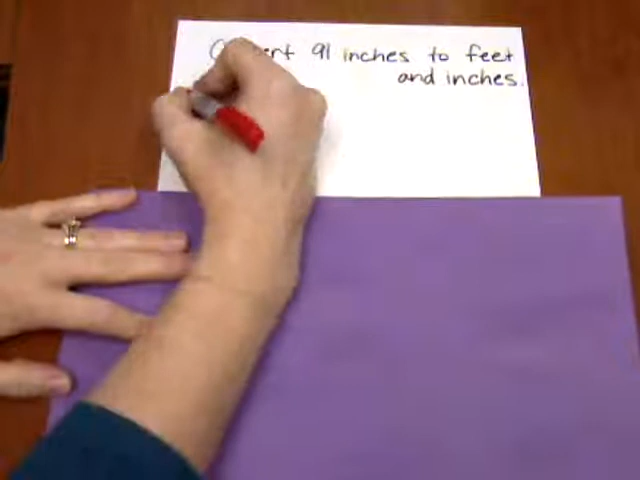 91 inches to feet
and inches.